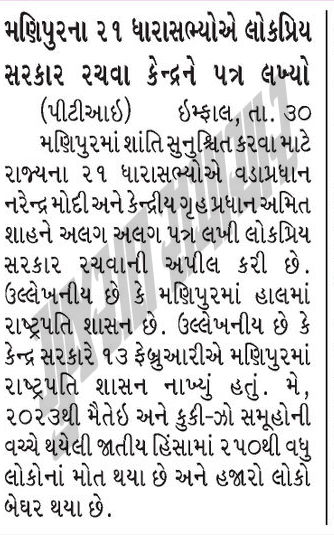 મણિપુરના ૨૧ ધારાસભ્યોએ લોકપ્રિય
સરકાર રચવા કેન્દ્રને પત્ર લખ્યો
(પીટીઆઇ) ઇમ્ફાલ, તા. ૩૦
મણિપુરમાં શાંતિ સુનુશ્ચિત કરવા માટે
રાજ્યના ૨૧ ધારાસભ્યોએ વડાપ્રધાન
નરેન્દ્ર મોદી અને કેન્દ્રીય ગૃહ પ્રધાન અમિત
શાહને અલગ અલગ પત્ર લખી લોકપ્રિય
સરકાર રચવાની અપીલ કરી છે.
ઉલ્લેખનીય છે કે મણિપુરમાં હાલમાં
રાષ્ટ્રપતિ શાસન છે. ઉલ્લેખનીય છે કે
કેન્દ્ર સરકારે ૧૩ ફેબ્રુઆરીએ મણિપુરમાં
રાષ્ટ્રપતિ શાસન નાખ્યું હતું. મે,
૨૦૨૩થી મૈતેઇ અને કુકી-ઝો સમૂહોની
વચ્ચે થયેલી જાતીય હિંસામાં ૨૫૦થી વધુ
લોકોનાં મોત થયા છે અને હજારો લોકો
બેઘર થયા છે.